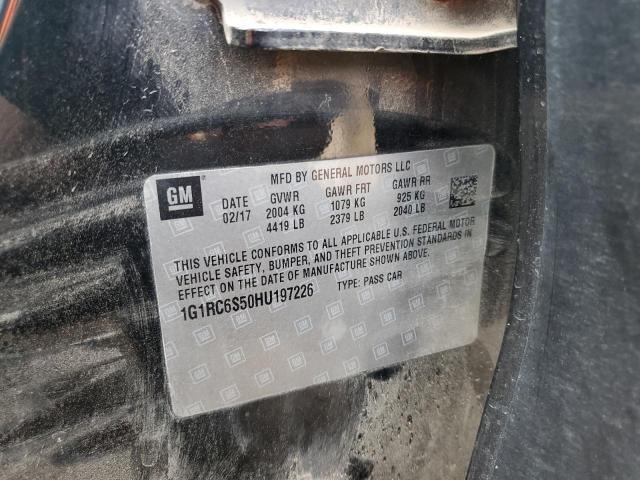 MFD BY GENERAL MOTORS LLC
GM DATE GVWR GAWR FRT GAWR RR
02/17 2004 KG 1079 KG 925 KG
4419 LB 2379 LB 2040 LB
THIS VEHICLE CONFORMS TO ALL APPLICABLE U.S. FEDERAL MOTOR
VEHICLE SAFETY, BUMPER, AND THEFT PREVENTION STANDARDS IN
EFFECT ON THE DATE OF MANUFACTURE SHOWN ABOVE.
1G1RC6S50HU197226 TYPE: PASS CAR